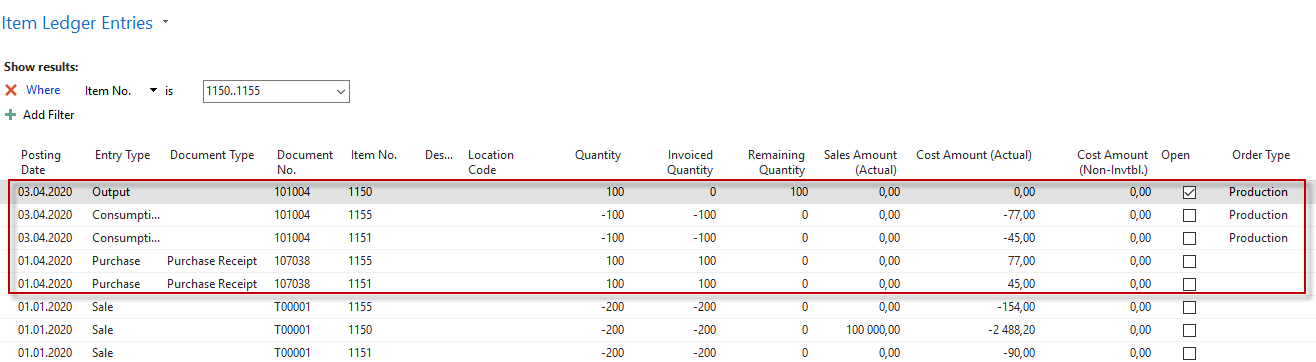 Item Ledger Entries
Show results:
Where Item No. is 1150..1155
Add Filter
Posting Date Entry Type Document Type Document No. Item No. Des... Location Code Quantity Invoiced Quantity Remaining Quantity Sales Amount (Actual) Cost Amount (Actual) Cost Amount (Non-Invtbl.) Open Order Type
03.04.2020 Output 101004 1150 100 0 100 0,00 0,00 0,00 Production
03.04.2020 Consumpti... 101004 1155 -100 -100 0 0,00 -77,00 0,00 Production
03.04.2020 Consumpti... 101004 1151 -100 -100 0 0,00 -45,00 0,00 Production
01.04.2020 Purchase Purchase Receipt 107038 1155 100 100 0 0,00 77,00 0,00
01.04.2020 Purchase Purchase Receipt 107038 1151 100 100 0 0,00 45,00 0,00
01.01.2020 Sale T00001 1155 -200 -200 0 0,00 -154,00 0,00
01.01.2020 Sale T00001 1150 -200 -200 0 100 000,00 -2 488,20 0,00
01.01.2020 Sale T00001 1151 -200 -200 0 0,00 -90,00 0,00